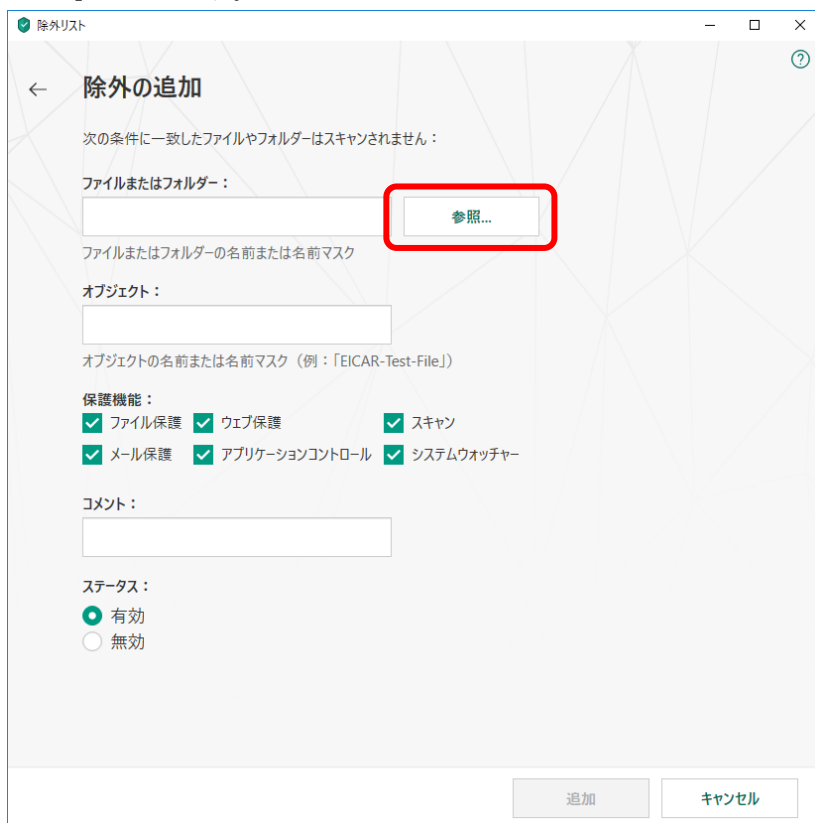 除外リスト
除外の追加
次の条件に一致したファイルやフォルダーはスキャンされません：
ファイルまたはフォルダー：
参照...
ファイルまたはフォルダーの名前または名前マスク
オブジェクト：
オブジェクトの名前または名前マスク（例：「EICAR-Test-File」）
保護機能：
ファイル保護 ウェブ保護 スキャン
メール保護 アプリケーションコントロール システムウォッチャー
コメント：
ステータス：
有効
無効
追加 キャンセル